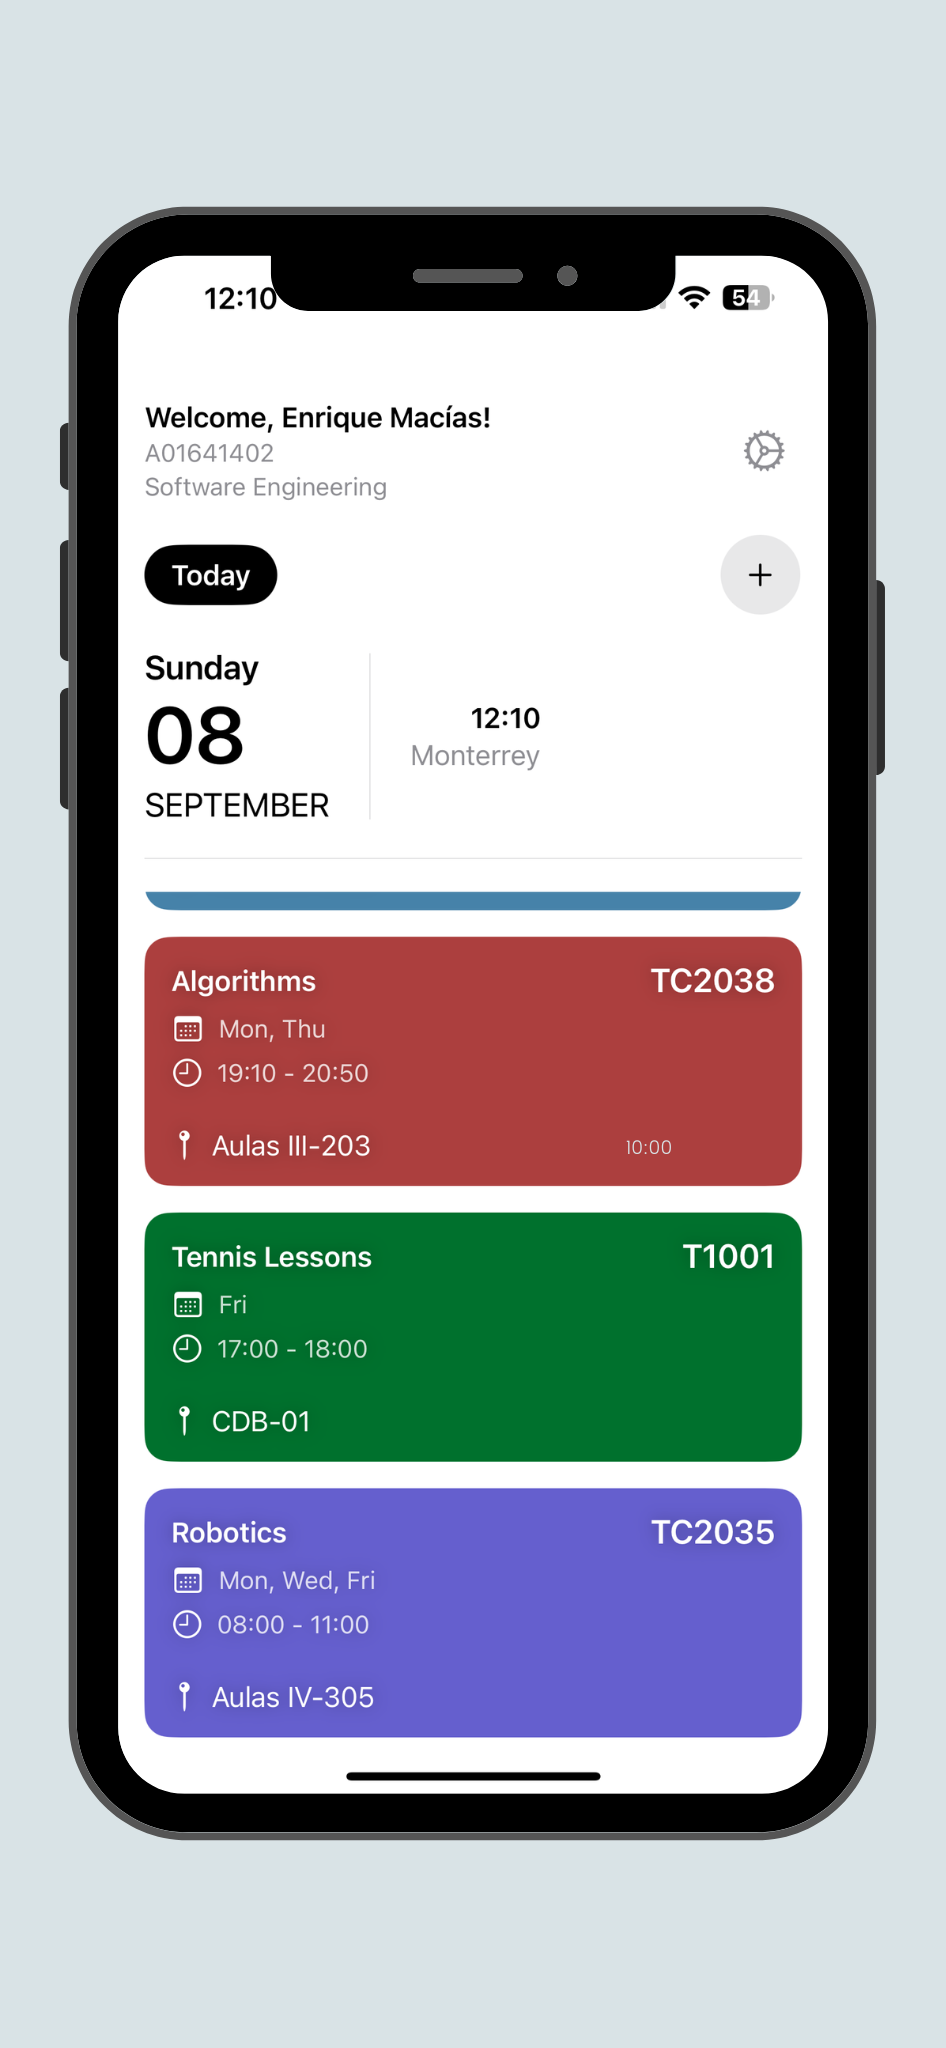 12:10
54
Welcome, Enrique Macías!
A01641402
Software Engineering
Today
+
Sunday
08
SEPTEMBER
12:10
Monterrey
Algorithms
TC2038
Mon, Thu
19:10 - 20:50
Aulas III-203
10:00
Tennis Lessons
T1001
Fri
17:00 - 18:00
CDB-01
Robotics
TC2035
Mon, Wed, Fri
08:00 - 11:00
Aulas IV-305